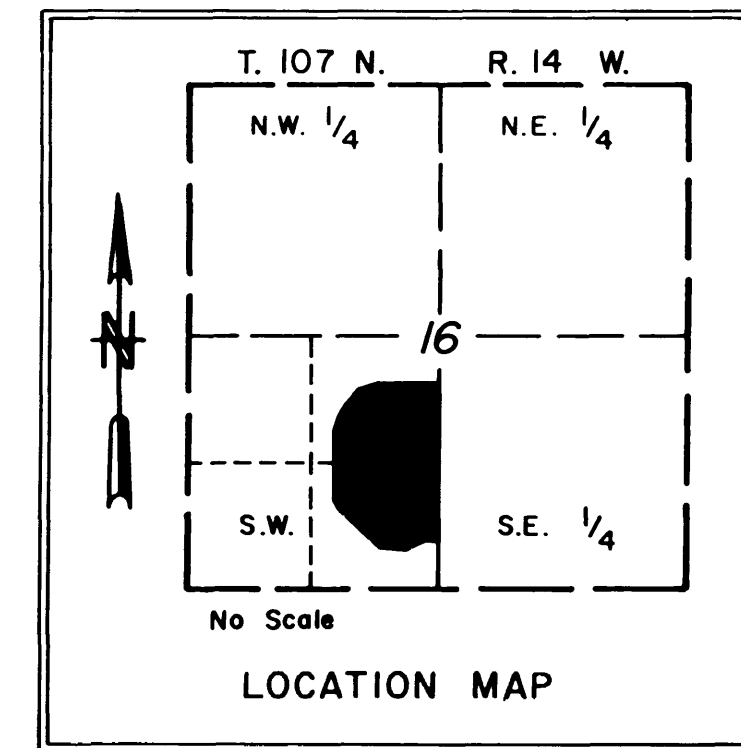 T. 107 N. R. 14 W.
N.W. 1/4 N.E. 1/4
N
16
S.W. S.E. 1/4
No Scale
LOCATION MAP